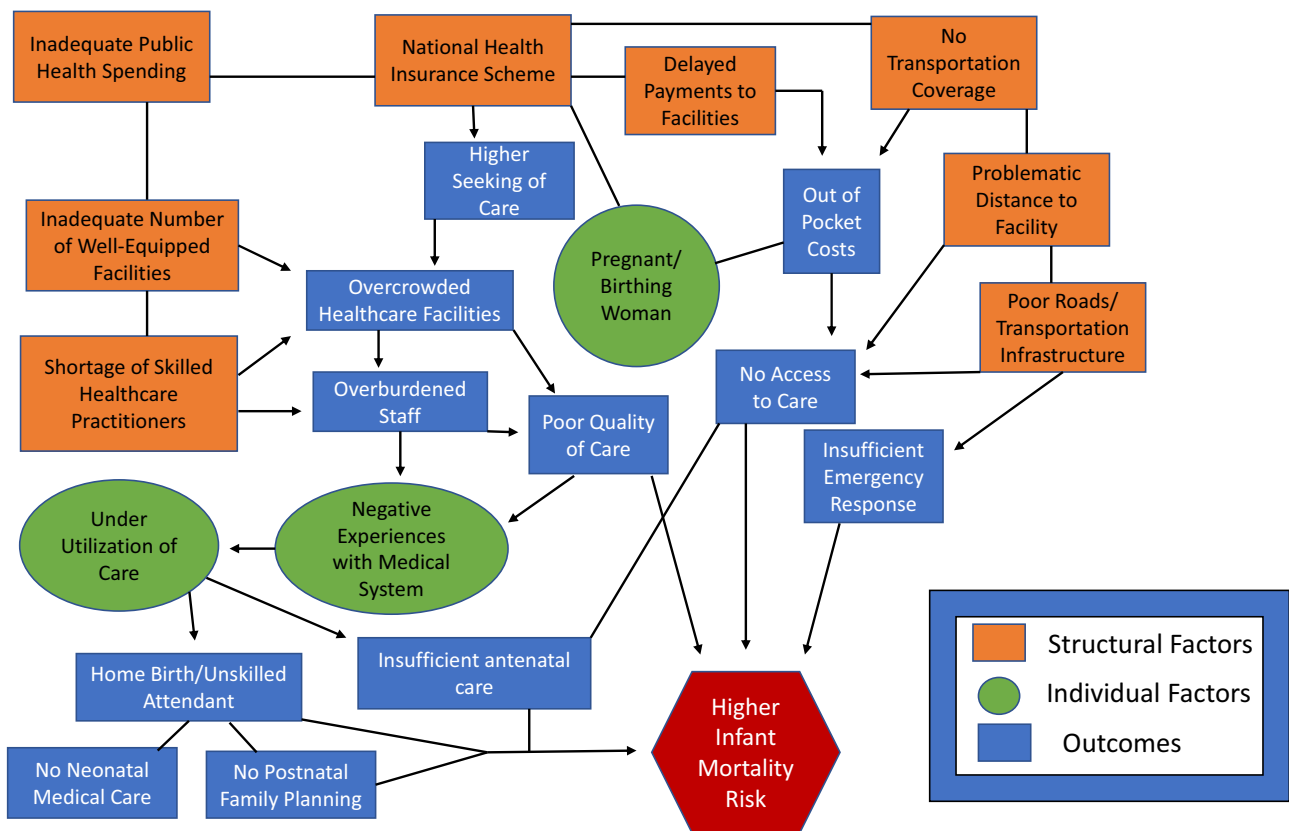 Inadequate Public
Health Spending
National Health
Insurance Scheme
Delayed
Payments to
Facilities
No
Transportation
Coverage
Higher
Seeking of
Care
Out of
Pocket
Costs
Problematic
Distance to
Facility
Inadequate Number
of Well-Equipped
Facilities
Pregnant/
Birthing
Woman
Overcrowded
Healthcare Facilities
Poor Roads/
Transportation
Infrastructure
Shortage of Skilled
Healthcare
Practitioners
Overburdened
Staff
No Access
to Care
Poor Quality
of Care
Insufficient
Emergency
Response
Under
Utilization of
Care
Negative
Experiences
with Medical
System
Home Birth/Unskilled
Attendant
Insufficient antenatal
care
No Neonatal
Medical Care
No Postnatal
Family Planning
Higher
Infant
Mortality
Risk
Structural Factors
Individual Factors
Outcomes